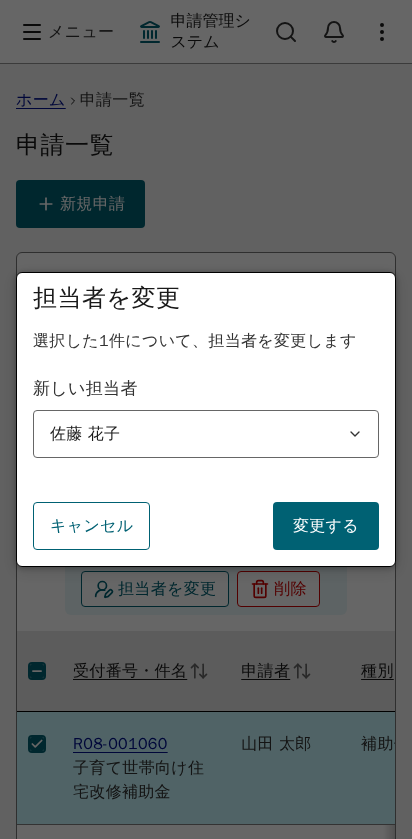 メニュー
申請管理シ
ステム
ホーム › 申請一覧
申請一覧
新規申請
担当者を変更
選択した1件について、担当者を変更します
新しい担当者
佐藤 花子
キャンセル
変更する
担当者を変更
削除
受付番号・件名
申請者
種別
R08-001060
子育て世帯向け住
宅改修補助金
山田 太郎
補助